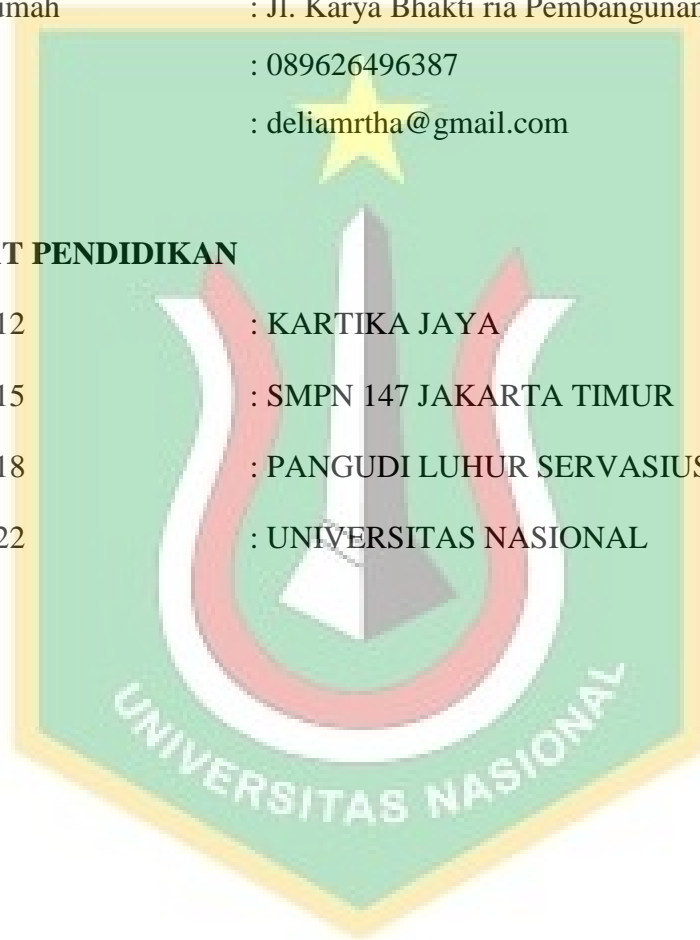 umah : Jl. Karya Bhakti ria Pembangunan
: 089626496387
: deliamrtha@gmail.com
T PENDIDIKAN
12 : KARTIKA JAYA
15 : SMPN 147 JAKARTA TIMUR
18 : PANGUDI LUHUR SERVASIUS
22 : UNIVERSITAS NASIONAL
UNIVERSITAS NASIONAL